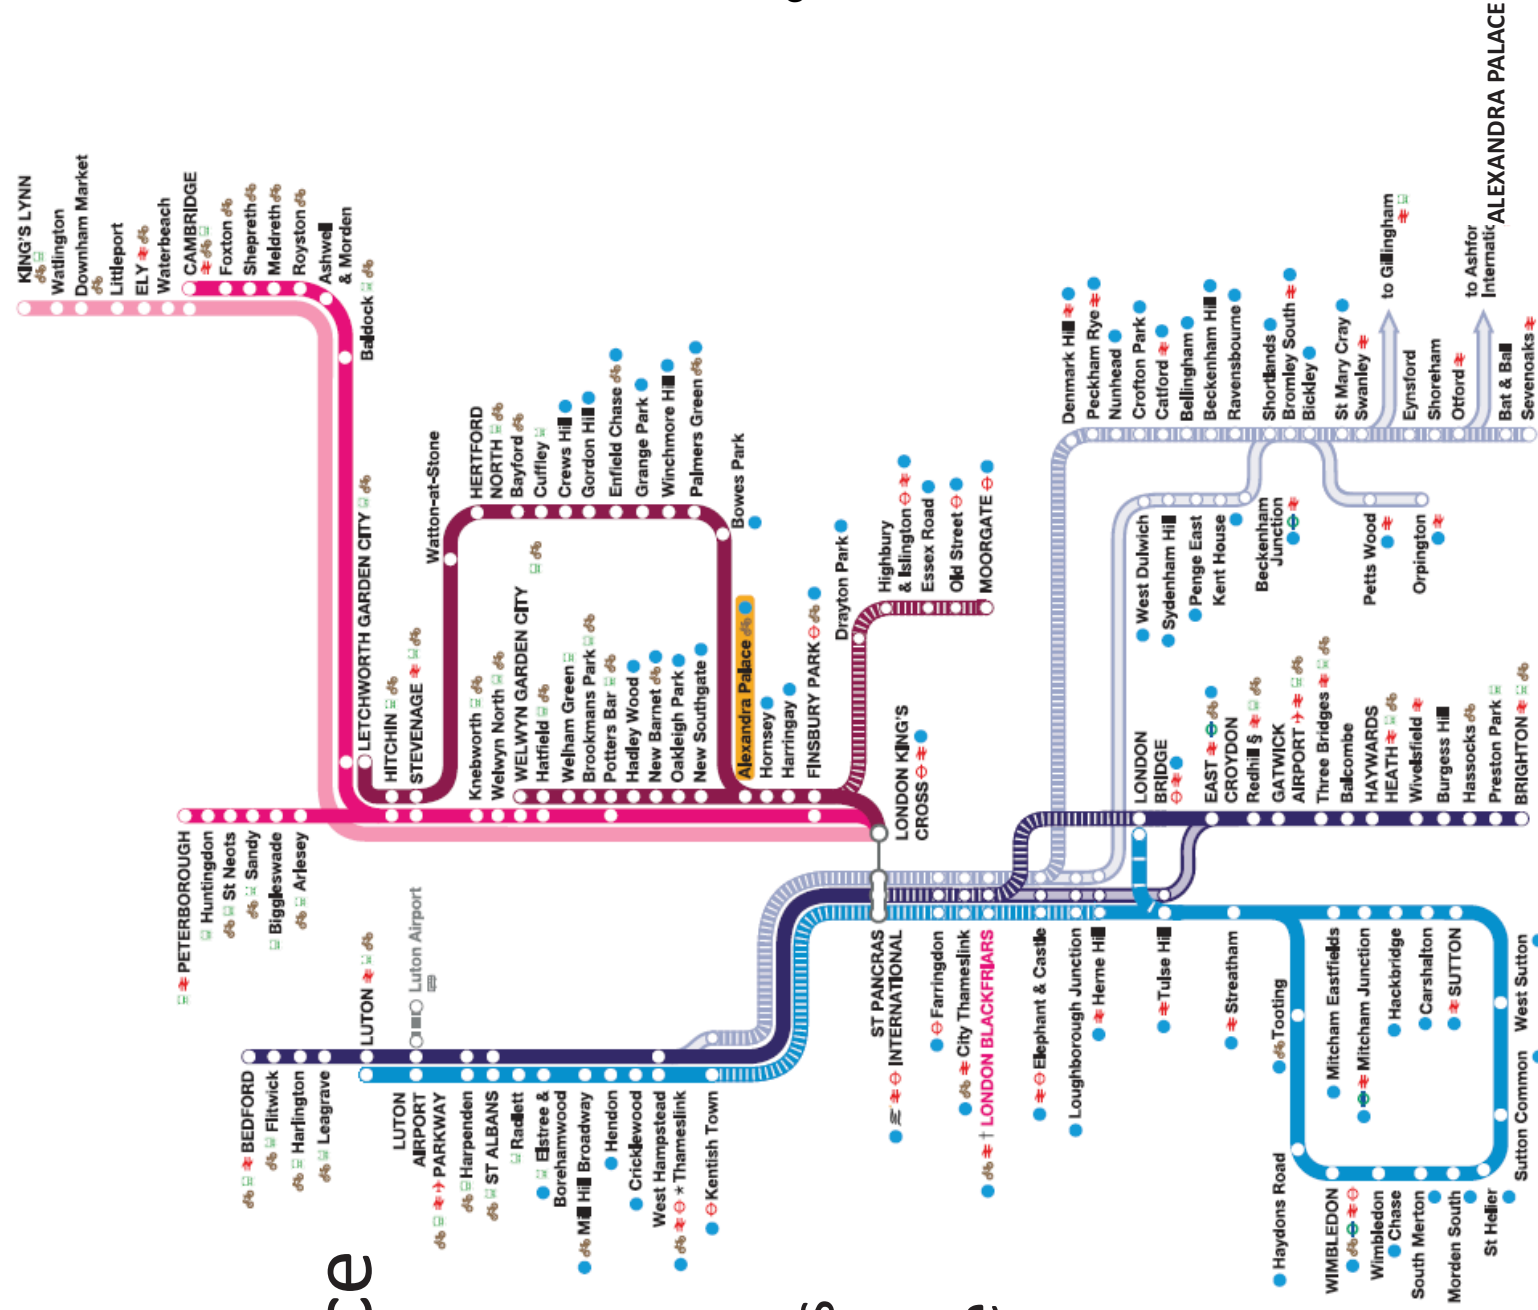 KING'S LYNN
Watlington
Downham Market
Littleport
ELY
Waterbeach
CAMBRIDGE
Foxton
Shepreth
Meldreth
Royston
Ashwell
& Morden
Baldock
LETCHWORTH GARDEN CITY
HITCHIN
STEVENAGE
Watton-at-Stone
HERTFORD
NORTH
Bayford
Cuffley
Crews Hill
Gordon Hill
Enfield Chase
Grange Park
Winchmore Hill
Palmers Green
Bowes Park
Knebworth
Welwyn North
WELWYN GARDEN CITY
Hatfield
Welham Green
Brookmans Park
Potters Bar
Hadley Wood
New Barnet
Oakleigh Park
New Southgate
Alexandra Palace
Hornsey
Harringay
FINSBURY PARK
Drayton Park
Highbury
& Islington
Essex Road
Old Street
MOORGATE
LONDON KING'S
CROSS
PETERBOROUGH
Huntingdon
St Neots
Sandy
Biggleswade
Arlesey
LUTON
Luton Airport
BEDFORD
Flitwick
Harlington
Leagrave
LUTON
AIRPORT
PARKWAY
Harpenden
ST ALBANS
Radlett
Elstree &
Borehamwood
Mill Hill Broadway
Hendon
Cricklewood
West Hampstead
* Thameslink
Kentish Town
ST PANCRAS
INTERNATIONAL
Farringdon
City Thameslink
† LONDON BLACKFRIARS
Elephant & Castle
Loughborough Junction
Herne Hill
Tulse Hill
Streatham
Tooting
Haydons Road
WIMBLEDON
Wimbledon
Chase
South Merton
Morden South
St Helier
Sutton Common
West Sutton
SUTTON
Carshalton
Hackbridge
Mitcham Junction
Mitcham Eastfields
LONDON
BRIDGE
EAST
CROYDON
Redhill §
GATWICK
AIRPORT
Three Bridges
Balcombe
HAYWARDS
HEATH
Wivelsfield
Burgess Hill
Hassocks
Preston Park
BRIGHTON
West Dulwich
Sydenham Hill
Penge East
Kent House
Beckenham
Junction
Petts Wood
Orpington
Denmark Hill
Peckham Rye
Nunhead
Crofton Park
Catford
Bellingham
Beckenham Hill
Ravensbourne
Shortlands
Bromley South
Bickley
St Mary Cray
Swanley
to Gillingham
Eynsford
Shoreham
Otford
to Ashfor
Internatic
Bat & Ball
Sevenoaks
ALEXANDRA PALACE
ce